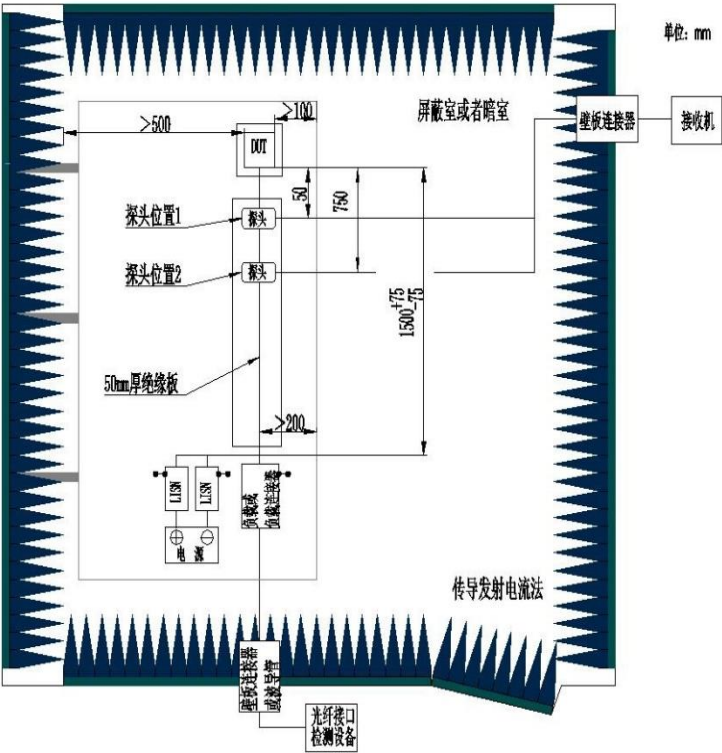 单位：mm
>100
屏蔽室或者暗室
>500
壁板连接器
接收机
DUT
50
750
探头位置1
探头
探头位置2
探头
+75
1500-75
50mm厚绝缘板
>200
LISN
LISN
负载或
负载连接器
电 源
传导发射电流法
壁板连接器
或波导管
光纤接口
检测设备